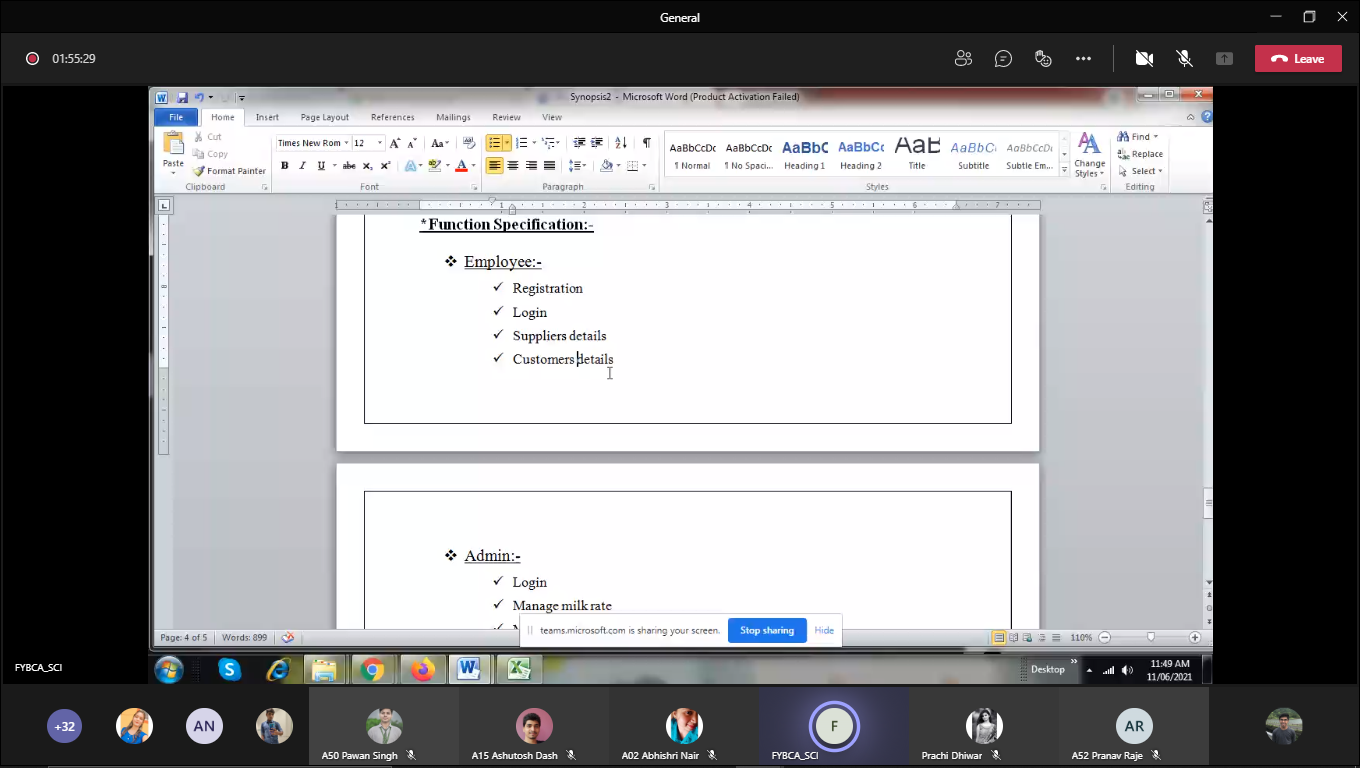 General
01:55:29
Leave
Synopsis2 - Microsoft Word (Product Activation Failed)
File Home Insert Page Layout References Mailings Review View
Paste
Cut
Copy
Format Painter
Clipboard
Times New Rom 12
Font
Paragraph
AaBbCcDc AaBbCcDc AaBbC AaBbCc AaB AaBbCc. AaBbCcDc
¶ Normal ¶ No Spaci... Heading 1 Heading 2 Title Subtitle Subtle Em...
Change
Styles
Styles
Find
Replace
Select
Editing
*Function Specification:-
❖ Employee:-
✓ Registration
✓ Login
✓ Suppliers details
✓ Customers details
❖ Admin:-
✓ Login
✓ Manage milk rate
teams.microsoft.com is sharing your screen. Stop sharing Hide
Page: 4 of 5 Words: 899 110%
Desktop
11:49 AM
11/06/2021
FYBCA_SCI
+32
AN
F
AR
A50 Pawan Singh A15 Ashutosh Dash A02 Abhishri Nair FYBCA_SCI Prachi Dhiwar A52 Pranav Raje